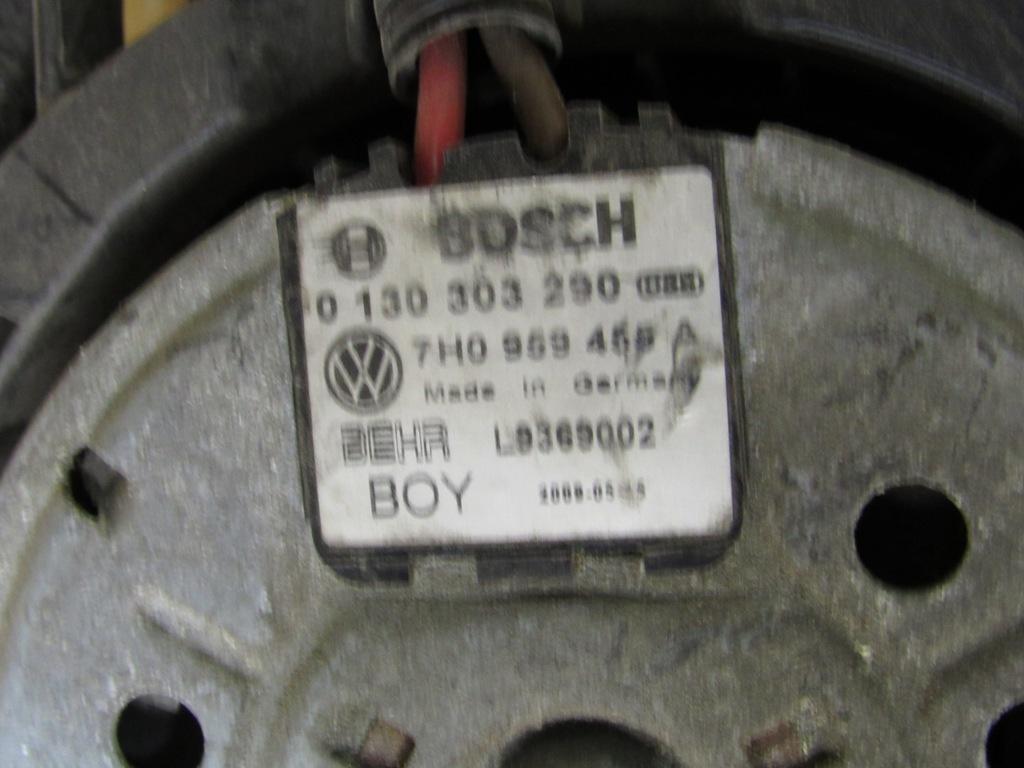 BOSCH
0 130 303 290
7H0 959 455 A
Made in Germany
BEHR L9369002
BOY